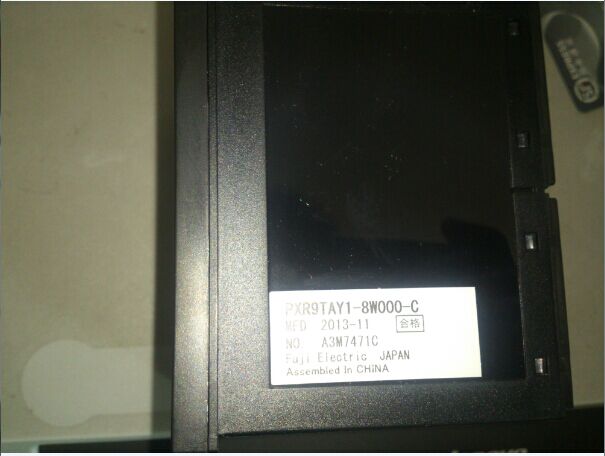 PXR9TAY1-8W000-C
MFD 2013-11 合格
NO. A3M7471C
Fuji Electric JAPAN
Assembled in CHINA